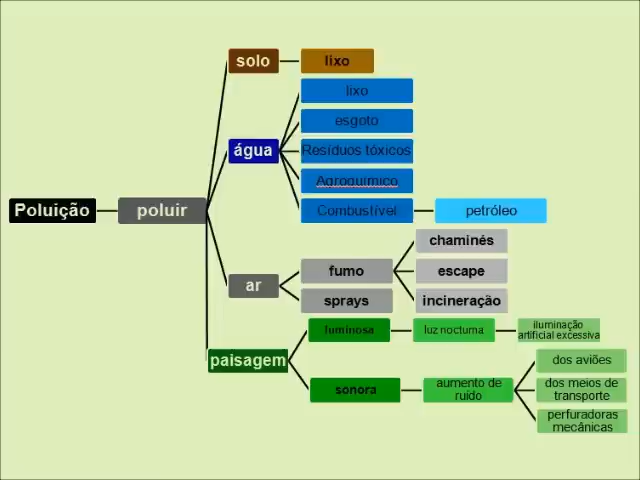 Poluição
poluir
solo
lixo
água
lixo
esgoto
Resíduos tóxicos
Agroquímico
Combustível
petróleo
ar
fumo
chaminés
escape
incineração
sprays
paisagem
luminosa
luz nocturna
iluminação
artificial excessiva
sonora
aumento de
ruído
dos aviões
dos meios de
transporte
perfuradoras
mecânicas